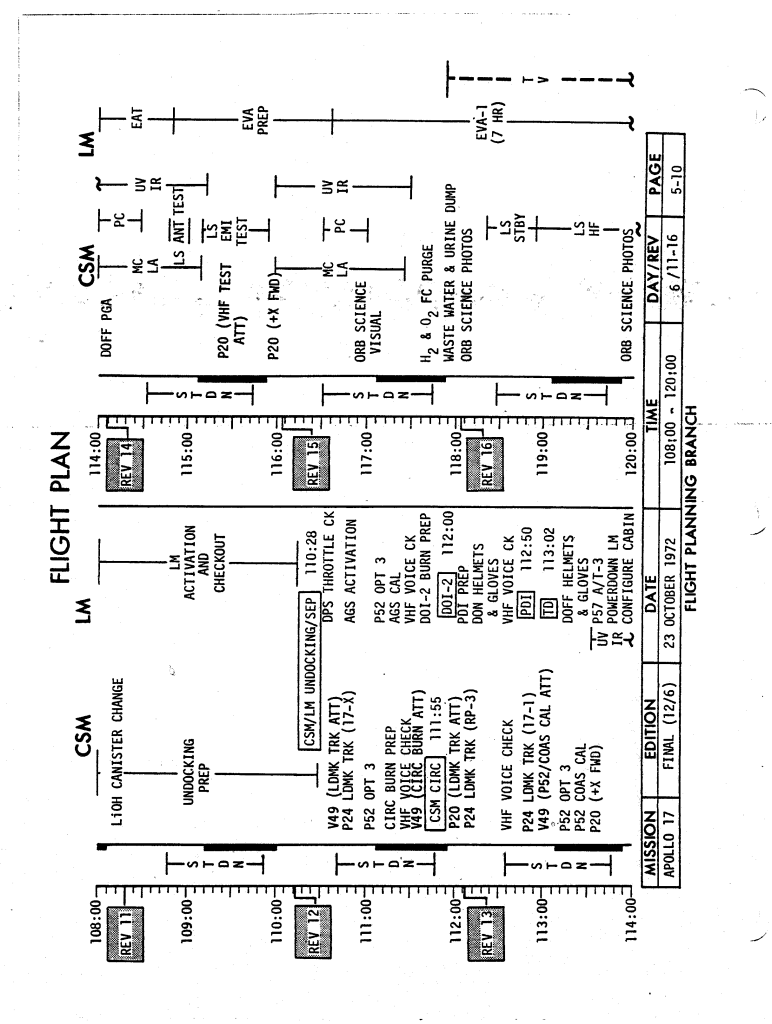 FLIGHT PLAN
CSM
LM
108:00
REV 11
109:00
110:00
REV 12
111:00
112:00
REV 13
113:00
114:00
STDN
STDN
STDN
LiOH CANISTER CHANGE
UNDOCKING
PREP
V49 (LDMK TRK ATT)
P24 LDMK TRK (17-X)
P52 OPT 3
CIRC BURN PREP
VHF VOICE CHECK
V49 (CIRC BURN ATT)
CSM CIRC 111:55
P20 (LDMK TRK ATT)
P24 LDMK TRK (RP-3)
VHF VOICE CHECK
P24 LDMK TRK (17-1)
V49 (P52/COAS CAL ATT)
P52 OPT 3
P52 COAS CAL
P20 (+X FWD)
LM
ACTIVATION
AND
CHECKOUT
CSM/LM UNDOCKING/SEP 110:28
DPS THROTTLE CK
AGS ACTIVATION
P52 OPT 3
AGS CAL
VHF VOICE CK
DOI-2 BURN PREP
DOI-2 112:00
PDI PREP
DON HELMETS
& GLOVES
VHF VOICE CK
PDI 112:50
TD 113:02
DOFF HELMETS
& GLOVES
P57 A/T-3
POWERDOWN LM
CONFIGURE CABIN
UV
IR
CSM
LM
114:00
REV 14
115:00
116:00
REV 15
117:00
118:00
REV 16
119:00
120:00
STDN
STDN
STDN
DOFF PGA
MC
LA
PC
UV
IR
LS ANT TEST
P20 (VHF TEST
ATT)
LS
EMI
TEST
P20 (+X FWD)
MC
LA
PC
UV
IR
ORB SCIENCE
VISUAL
H2 & O2 FC PURGE
WASTE WATER & URINE DUMP
ORB SCIENCE PHOTOS
LS
STBY
LS
HF
ORB SCIENCE PHOTOS
EAT
EVA
PREP
EVA-1
(7 HR)
TV
MISSION EDITION DATE TIME DAY/REV PAGE
APOLLO 17 FINAL (12/6) 23 OCTOBER 1972 108:00 - 120:00 6 /11-16 5-10
FLIGHT PLANNING BRANCH